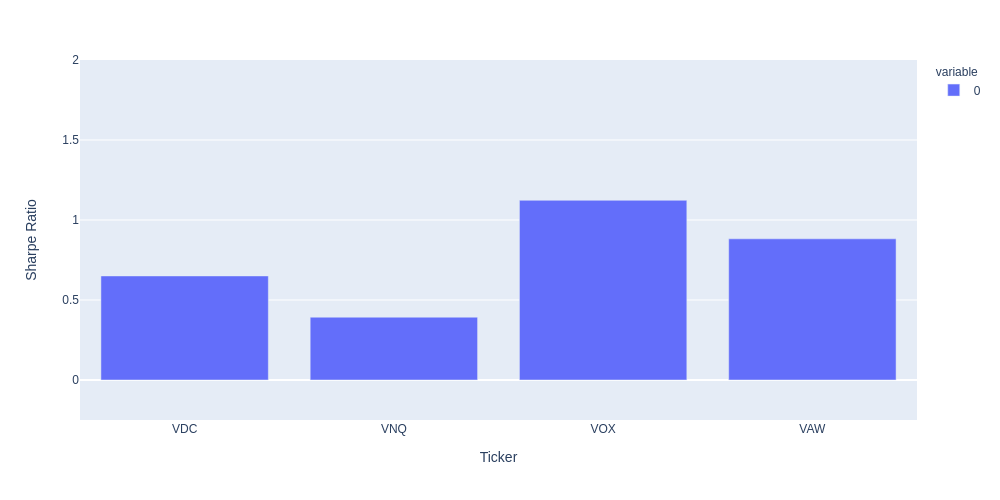 2
1.5
1
0.5
0
Sharpe Ratio
VDC
VNQ
VOX
VAW
Ticker
variable
0